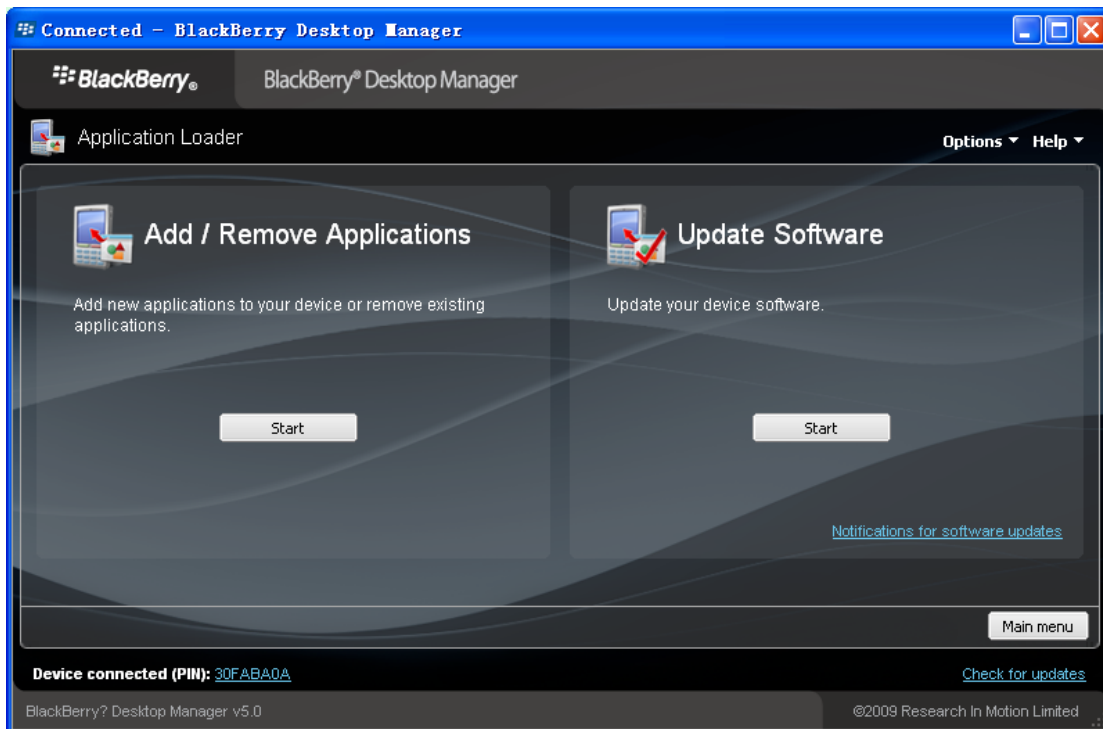 Connected - BlackBerry Desktop Manager
BlackBerry®
BlackBerry® Desktop Manager
Application Loader
Options Help
Add / Remove Applications
Add new applications to your device or remove existing
applications.
Start
Update Software
Update your device software.
Start
Notifications for software updates
Main menu
Device connected (PIN): 30FABA0A
Check for updates
BlackBerry? Desktop Manager v5.0
©2009 Research In Motion Limited